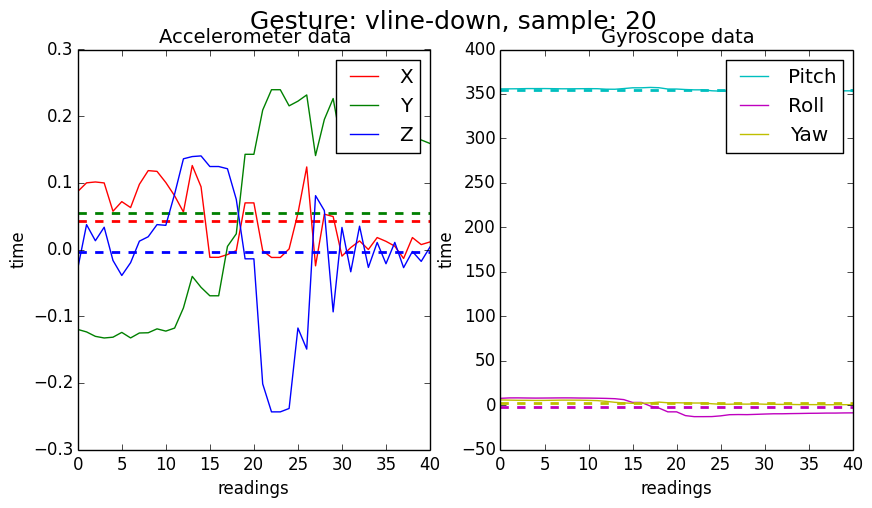 Gesture: vline-down, sample: 20
Accelerometer data
0.3
0.2
0.1
0.0
−0.1
−0.2
−0.3
time
0 5 10 15 20 25 30 35 40
readings
X
Y
Z
Gyroscope data
400
350
300
250
200
150
100
50
0
−50
time
0 5 10 15 20 25 30 35 40
readings
Pitch
Roll
Yaw